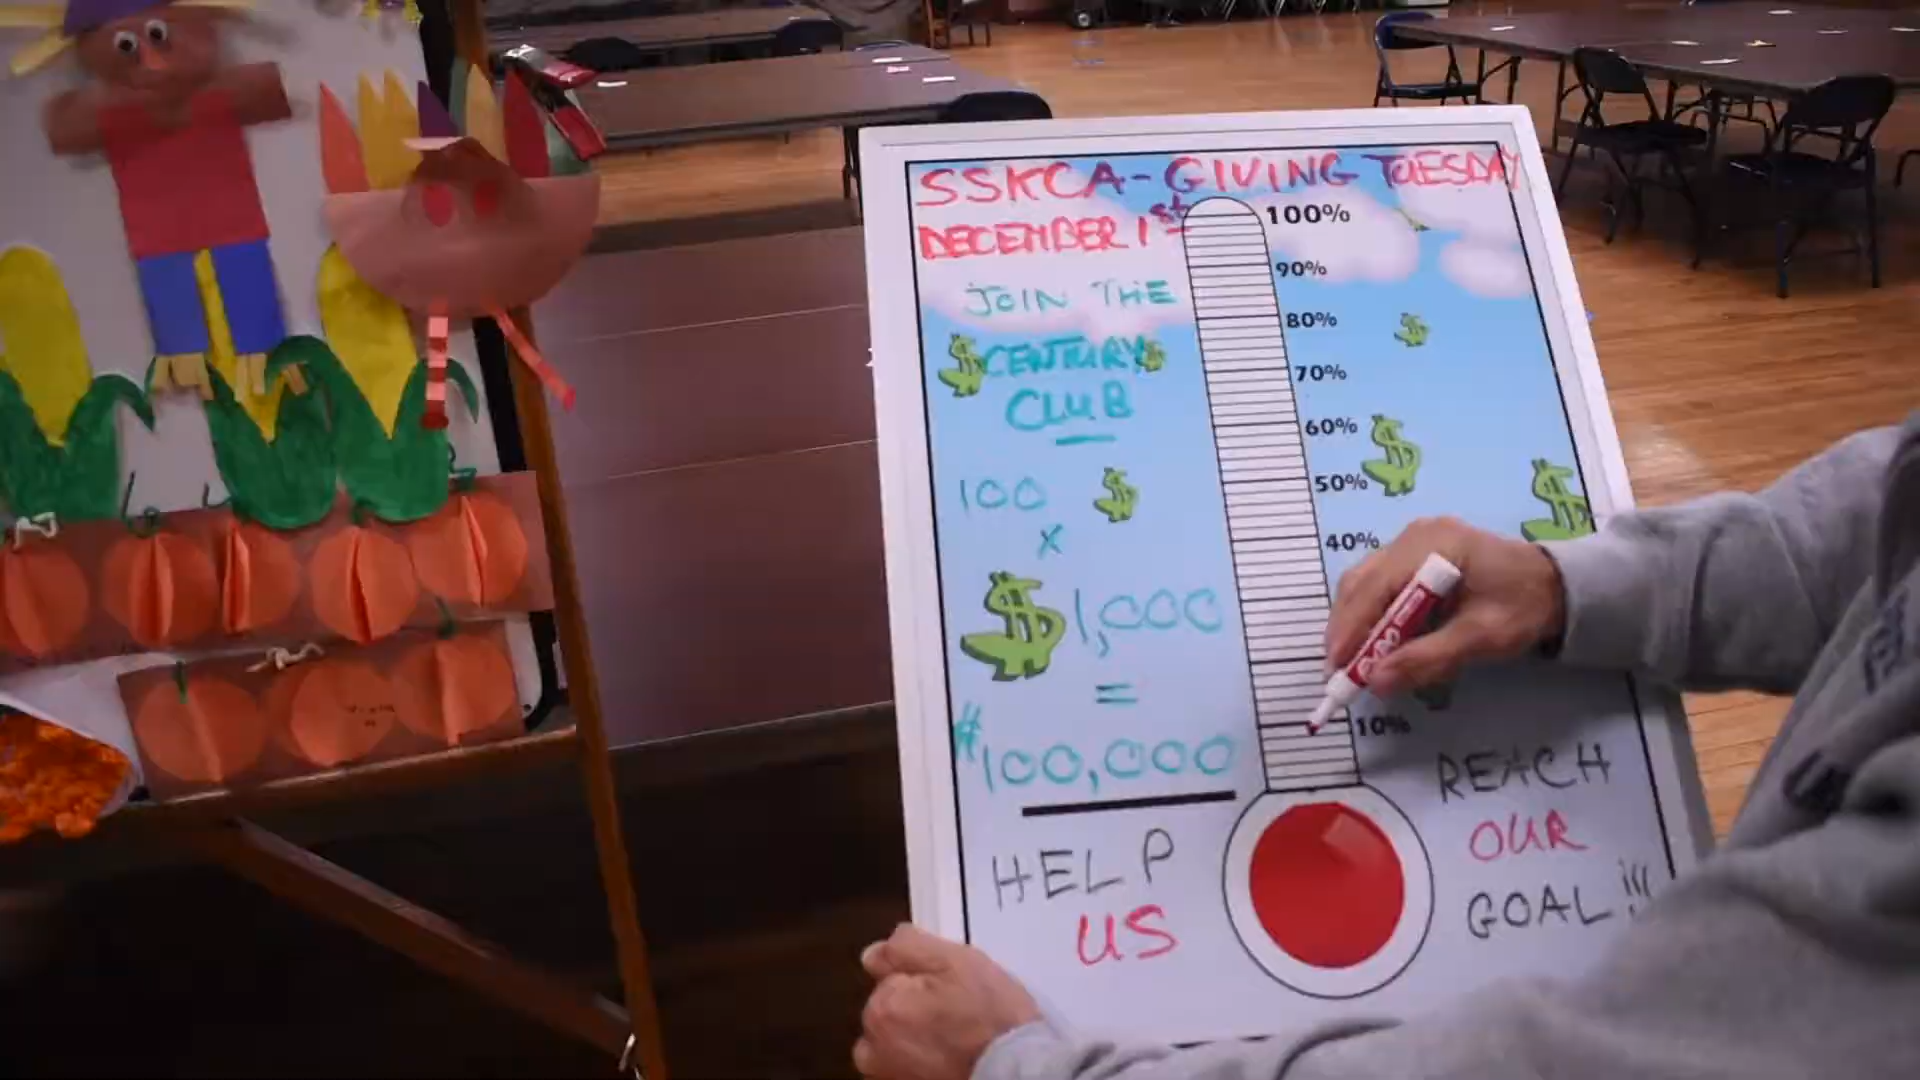 SSKCA-GIVING TUESDAY
DECEMBER 1st
JOIN THE
CENTURY
CLUB
100
X
$1,000
=
$100,000
HELP
US
100%
90%
80%
70%
60%
50%
40%
10%
REACH
OUR
GOAL!!!